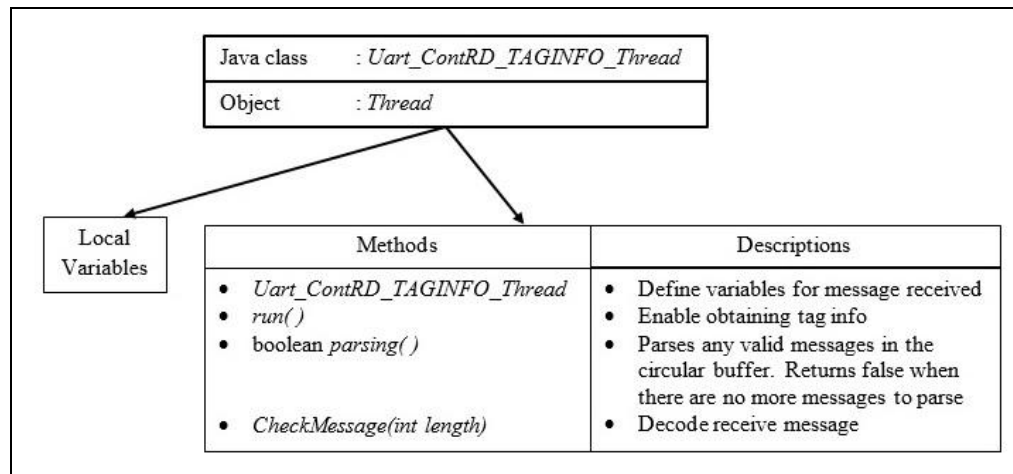 Java class : Uart_ContRD_TAGINFO_Thread
Object : Thread
Local
Variables
Methods
Descriptions
• Uart_ContRD_TAGINFO_Thread
• run( )
• boolean parsing( )
• CheckMessage(int length)
• Define variables for message received
• Enable obtaining tag info
• Parses any valid messages in the
circular buffer. Returns false when
there are no more messages to parse
• Decode receive message